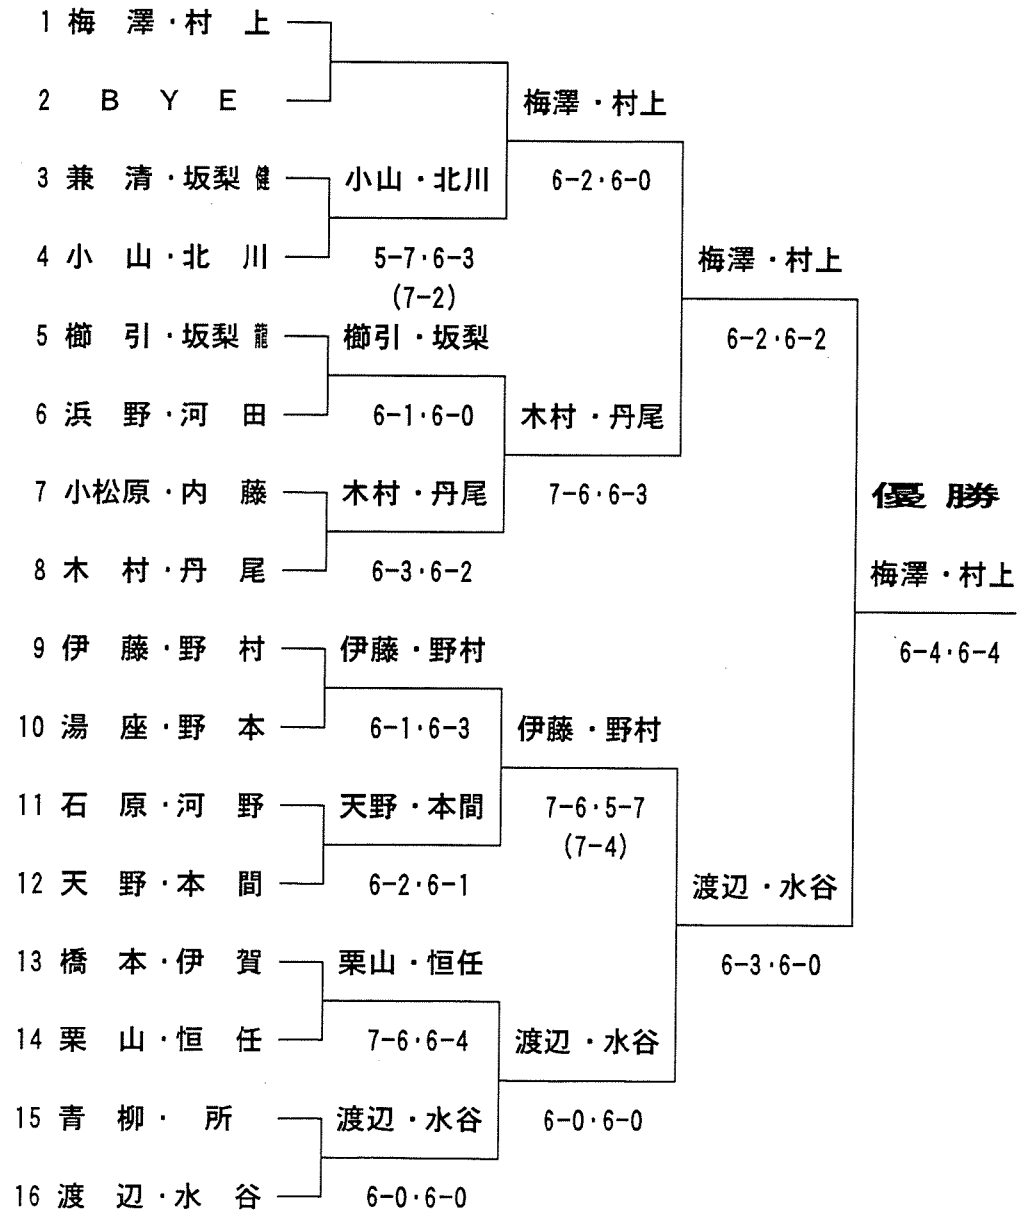 1 梅澤・村上
2 BYE
梅澤・村上
3 兼清・坂梨 健
小山・北川
6-2・6-0
4 小山・北川
5-7・6-3
梅澤・村上
(7-2)
5 櫛引・坂梨 龍
櫛引・坂梨
6-2・6-2
6 浜野・河田
6-1・6-0
木村・丹尾
7 小松原・内藤
木村・丹尾
7-6・6-3
優勝
8 木村・丹尾
6-3・6-2
梅澤・村上
9 伊藤・野村
伊藤・野村
6-4・6-4
10 湯座・野本
6-1・6-3
伊藤・野村
11 石原・河野
天野・本間
7-6・5-7
(7-4)
12 天野・本間
6-2・6-1
渡辺・水谷
13 橋本・伊賀
栗山・恒任
6-3・6-0
14 栗山・恒任
7-6・6-4
渡辺・水谷
15 青柳・所
渡辺・水谷
6-0・6-0
16 渡辺・水谷
6-0・6-0